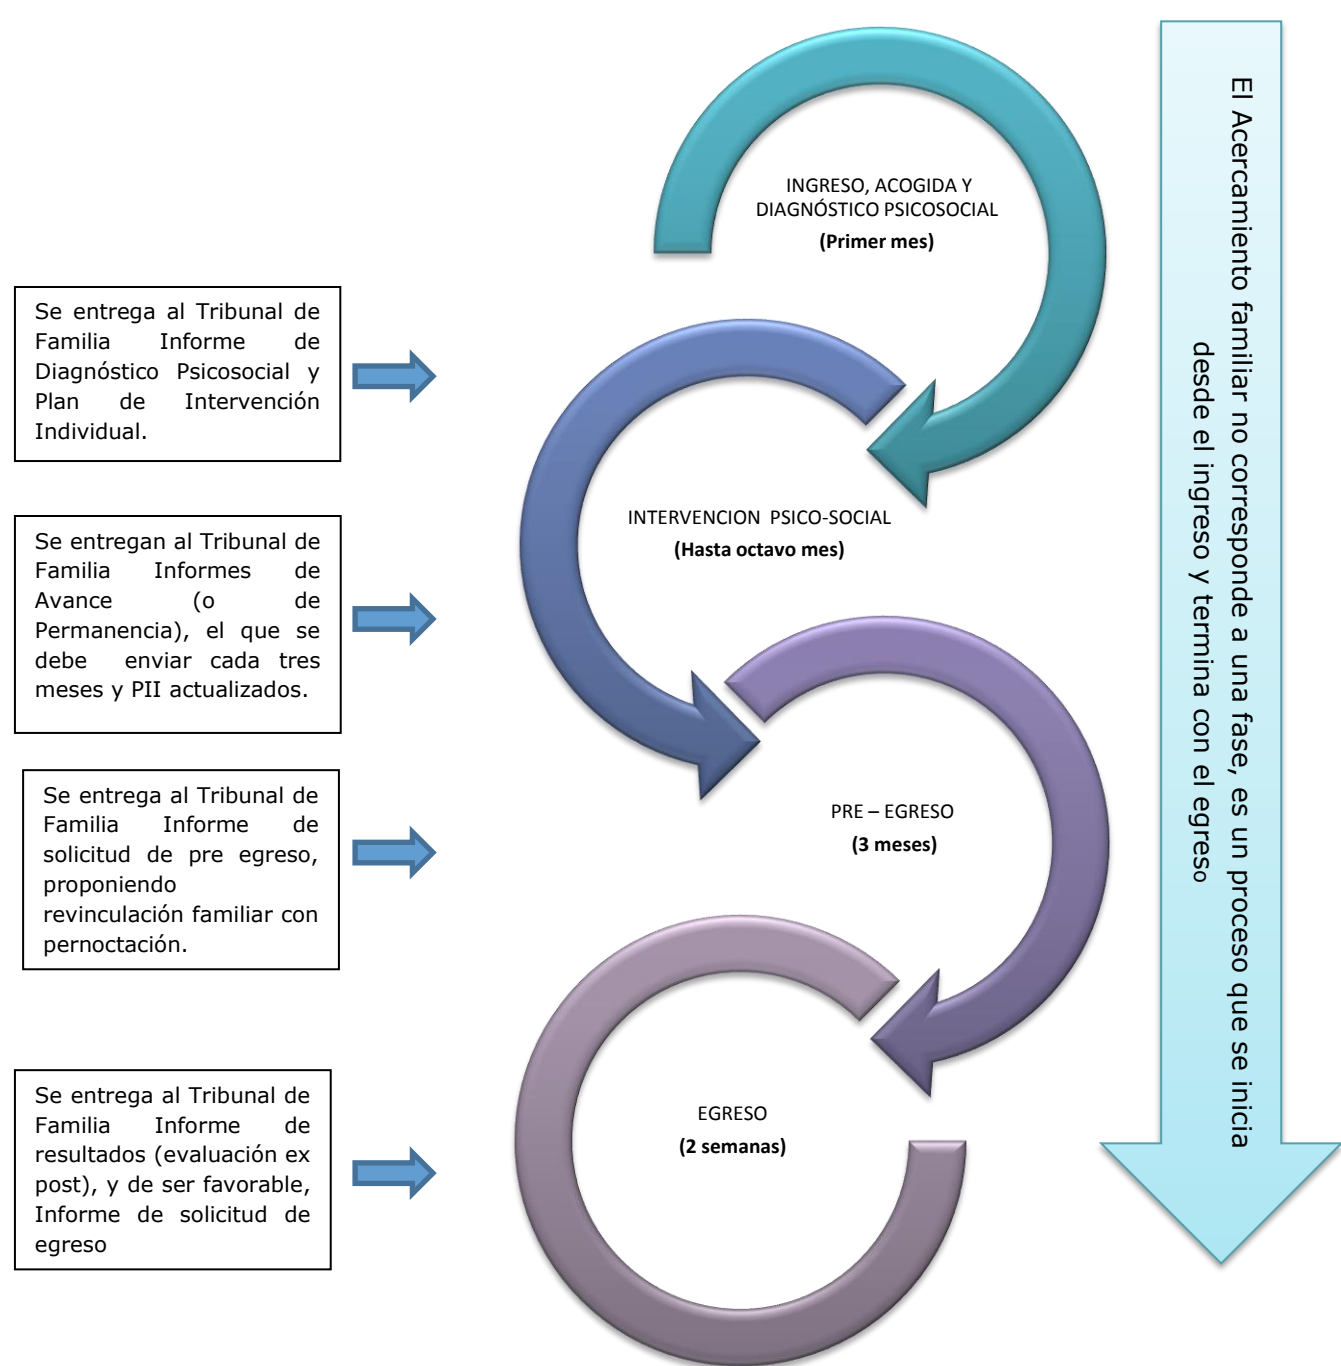 INGRESO, ACOGIDA Y
DIAGNÓSTICO PSICOSOCIAL
(Primer mes)
Se entrega al Tribunal de
Familia Informe de
Diagnóstico Psicosocial y
Plan de Intervención
Individual.
INTERVENCION PSICO-SOCIAL
(Hasta octavo mes)
Se entregan al Tribunal de
Familia Informes de
Avance (o de
Permanencia), el que se
debe enviar cada tres
meses y PII actualizados.
PRE – EGRESO
(3 meses)
Se entrega al Tribunal de
Familia Informe de
solicitud de pre egreso,
proponiendo
revinculación familiar con
pernoctación.
EGRESO
(2 semanas)
Se entrega al Tribunal de
Familia Informe de
resultados (evaluación ex
post), y de ser favorable,
Informe de solicitud de
egreso
El Acercamiento familiar no corresponde a una fase, es un proceso que se inicia
desde el ingreso y termina con el egreso